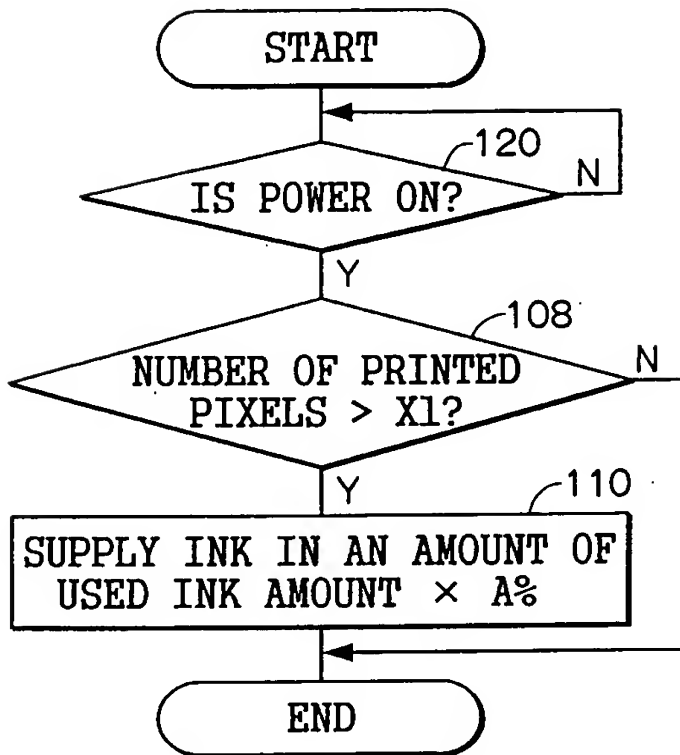 START
120
IS POWER ON?
N
Y
108
NUMBER OF PRINTED
PIXELS > X1?
N
Y
110
SUPPLY INK IN AN AMOUNT OF
USED INK AMOUNT × A%
END